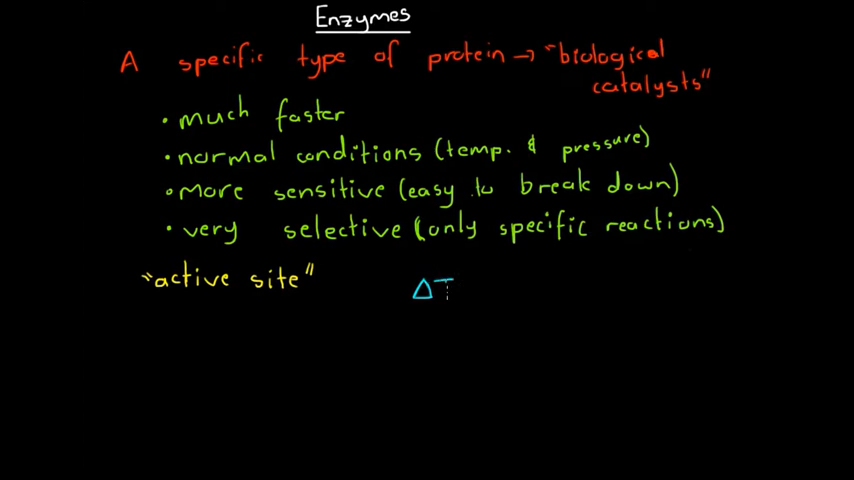 Enzymes
A specific type of protein → "biological
catalysts"
• much faster
• normal conditions (temp. & pressure)
• more sensitive (easy to break down)
• very selective (only specific reactions)
"active site" ΔT